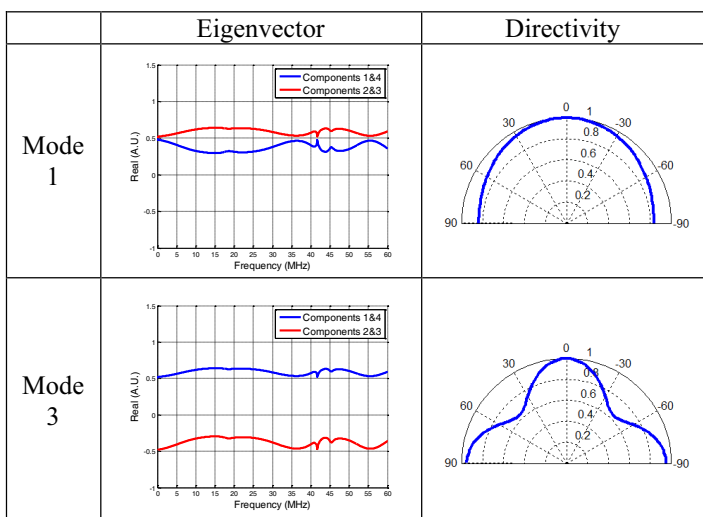 Eigenvector Directivity
Mode 1
1.5
1
0.5
0
-0.5
-1
Real (A.U.)
Components 1&4
Components 2&3
0 5 10 15 20 25 30 35 40 45 50 55 60
Frequency (MHz)
0
30 -30
60 -60
90 -90
1
0.8
0.6
0.4
0.2
Mode 3
1.5
1
0.5
0
-0.5
-1
Real (A.U.)
Components 1&4
Components 2&3
0 5 10 15 20 25 30 35 40 45 50 55 60
Frequency (MHz)
0
30 -30
60 -60
90 -90
1
0.8
0.6
0.4
0.2